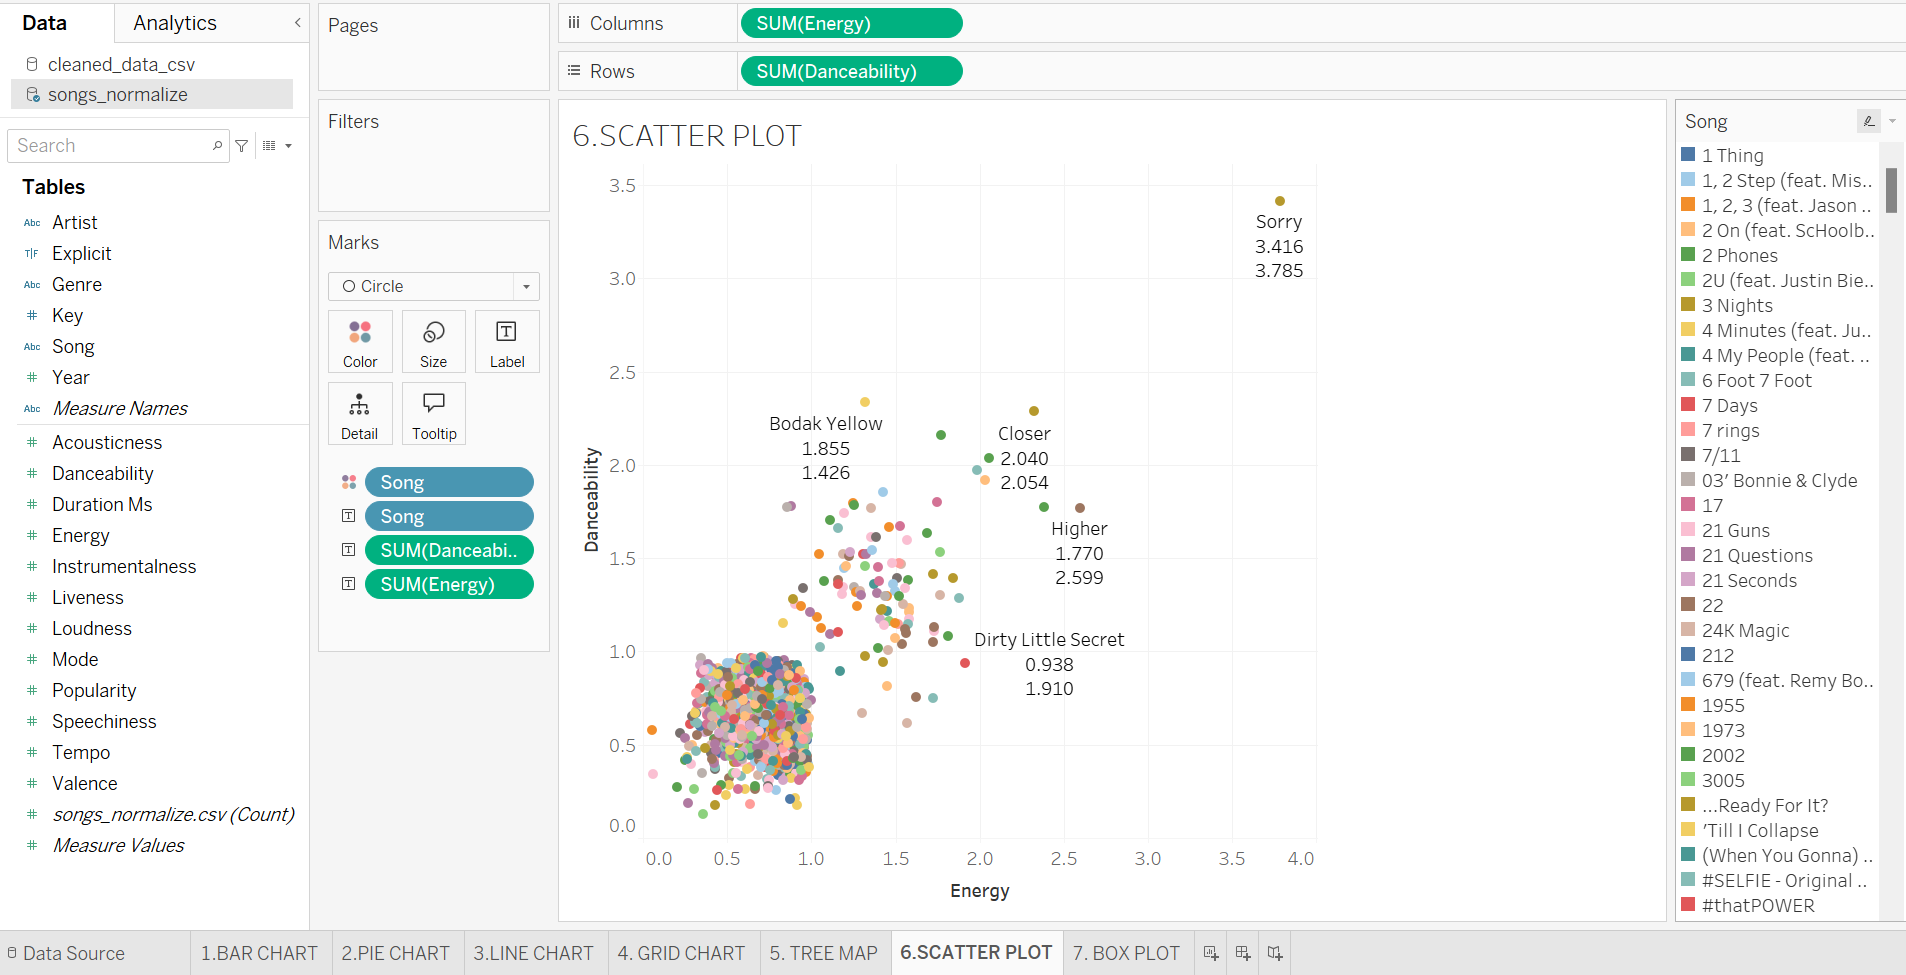 Data
Analytics
cleaned_data_csv
songs_normalize
Search
Tables
Abc Artist
T|F Explicit
Abc Genre
# Key
Abc Song
# Year
Abc Measure Names
# Acousticness
# Danceability
# Duration Ms
# Energy
# Instrumentalness
# Liveness
# Loudness
# Mode
# Popularity
# Speechiness
# Tempo
# Valence
# songs_normalize.csv (Count)
# Measure Values
Pages
Filters
Marks
Circle
Color
Size
T Label
Detail
Tooltip
Song
T Song
T SUM(Danceabi..
T SUM(Energy)
Columns
SUM(Energy)
Rows
SUM(Danceability)
6.SCATTER PLOT
3.5
3.0
2.5
2.0
1.5
1.0
0.5
0.0
Danceability
Sorry
3.416
3.785
Bodak Yellow
1.855
1.426
Closer
2.040
2.054
Higher
1.770
2.599
Dirty Little Secret
0.938
1.910
0.0 0.5 1.0 1.5 2.0 2.5 3.0 3.5 4.0
Energy
Song
1 Thing
1, 2 Step (feat. Mis..
1, 2, 3 (feat. Jason ..
2 On (feat. ScHoolb..
2 Phones
2U (feat. Justin Bie..
3 Nights
4 Minutes (feat. Ju..
4 My People (feat. ..
6 Foot 7 Foot
7 Days
7 rings
7/11
03' Bonnie & Clyde
17
21 Guns
21 Questions
21 Seconds
22
24K Magic
212
679 (feat. Remy Bo..
1955
1973
2002
3005
...Ready For It?
'Till I Collapse
(When You Gonna) ..
#SELFIE - Original ..
#thatPOWER
Data Source
1.BAR CHART
2.PIE CHART
3.LINE CHART
4. GRID CHART
5. TREE MAP
6.SCATTER PLOT
7. BOX PLOT